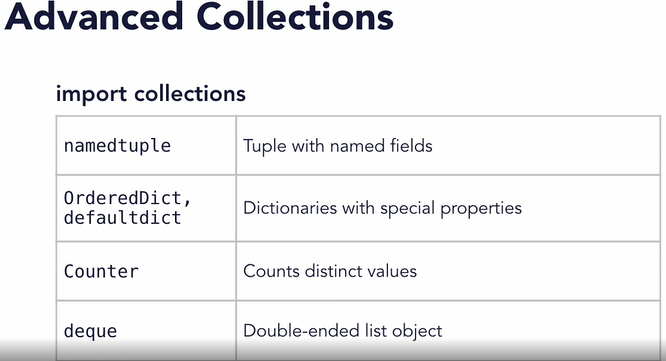 Advanced Collections
import collections
namedtuple
Tuple with named fields
OrderedDict,
defaultdict
Dictionaries with special properties
Counter
Counts distinct values
deque
Double-ended list object